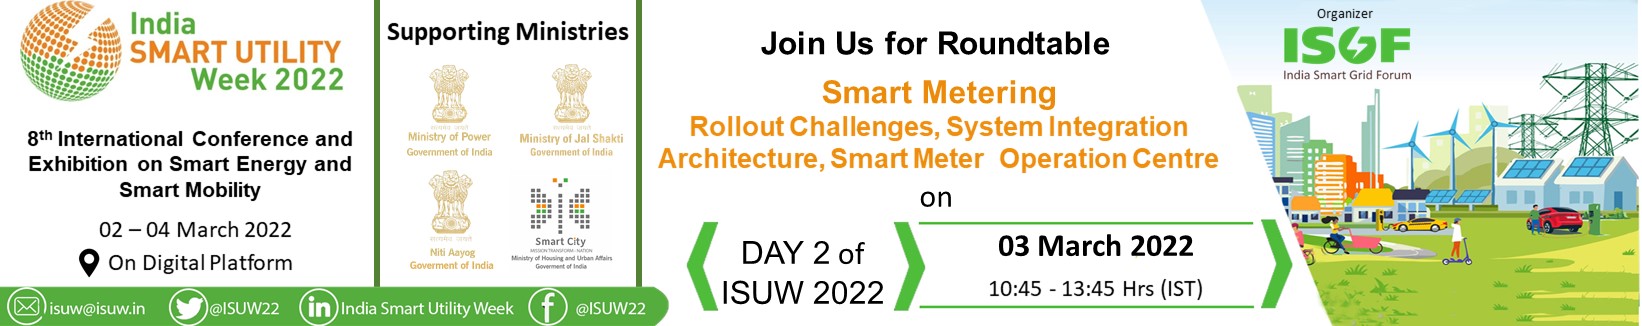 India
SMART UTILITY
Week 2022
8th International Conference and
Exhibition on Smart Energy and
Smart Mobility
02 – 04 March 2022
On Digital Platform
isuw@isuw.in
@ISUW22
India Smart Utility Week
@ISUW22
Supporting Ministries
Ministry of Power
Government of India
Ministry of Jal Shakti
Government of India
Niti Aayog
Goverment of India
Smart City
MISSION TRANSFORM-NATION
Ministry of Housing and Urban Affairs
Goverment of India
Join Us for Roundtable
Smart Metering
Rollout Challenges, System Integration
Architecture, Smart Meter Operation Centre
on
DAY 2 of
ISUW 2022
03 March 2022
10:45 - 13:45 Hrs (IST)
Organizer
ISGF
India Smart Grid Forum